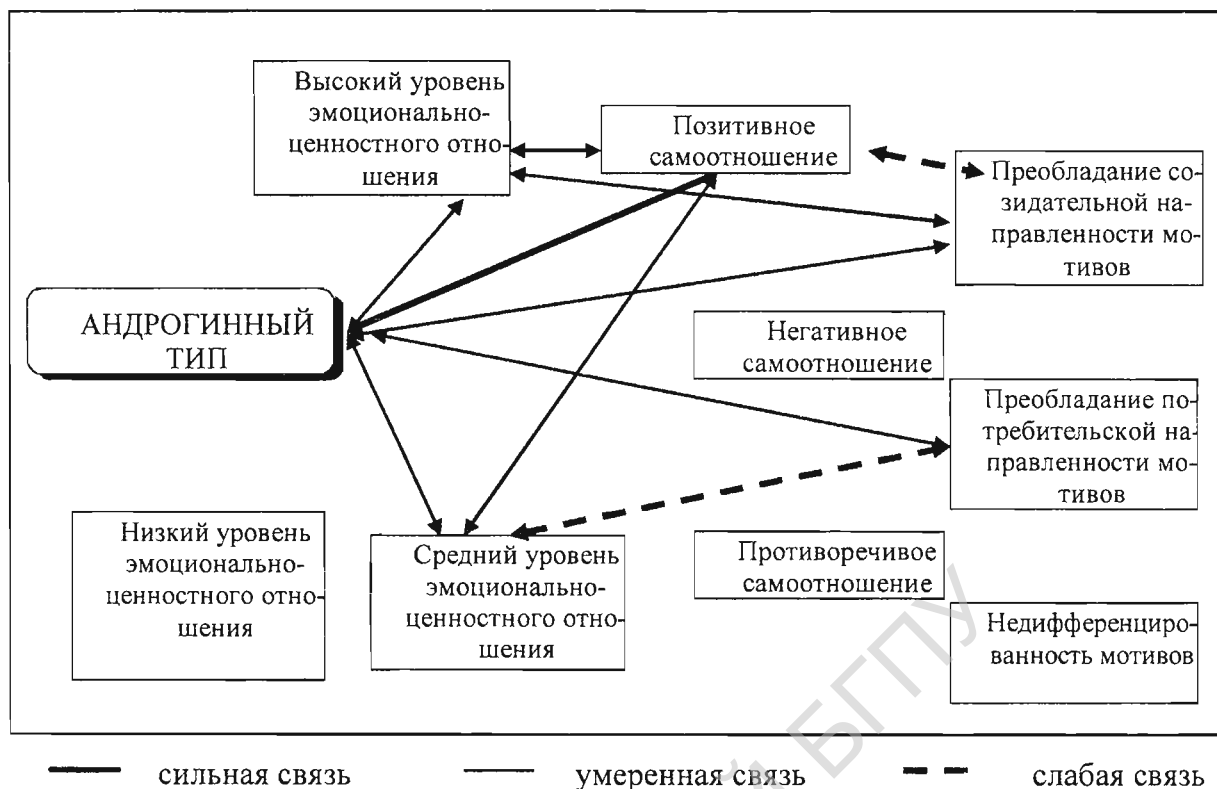 Высокий уровень
эмоционально-
ценностного отно-
шения
Позитивное
самоотношение
Преобладание со-
зидательной на-
правленности мо-
тивов
АНДРОГИННЫЙ
ТИП
Негативное
самоотношение
Преобладание по-
требительской на-
правленности мо-
тивов
Низкий уровень
эмоционально-
ценностного отно-
шения
Средний уровень
эмоционально-
ценностного отно-
шения
Противоречивое
самоотношение
Недифференциро-
ванность мотивов
сильная связь
умеренная связь
слабая связь
Й БГПУ